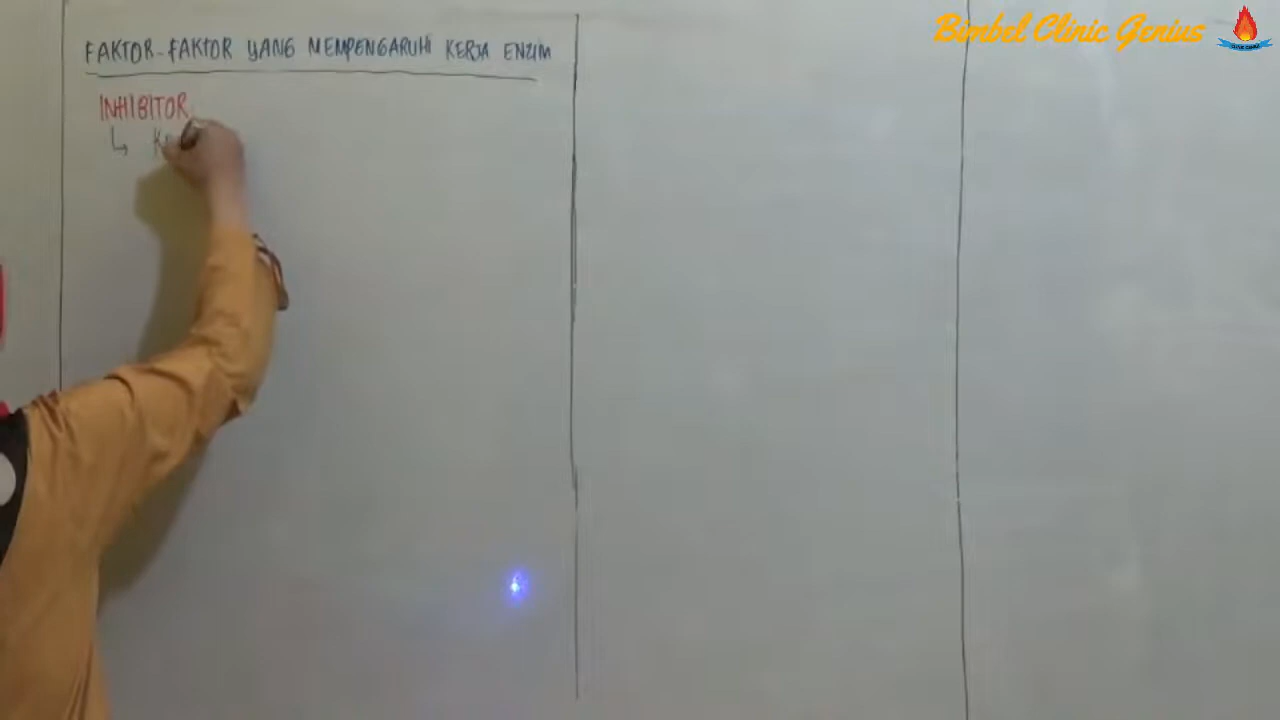 Bimbel Clinic Genius
FAKTOR-FAKTOR YANG MEMPENGARUHI KERJA ENZIM
INHIBITOR